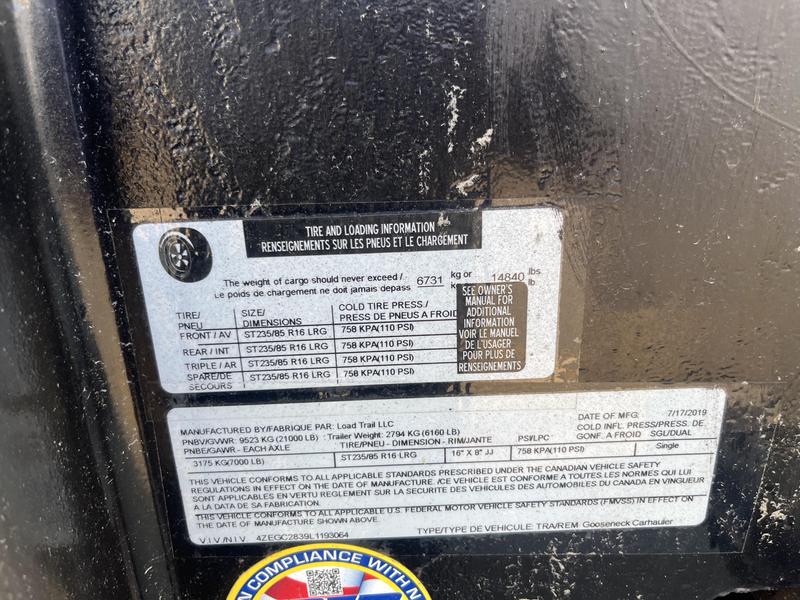 TIRE AND LOADING INFORMATION
RENSEIGNEMENTS SUR LES PNEUS ET LE CHARGEMENT
The weight of cargo should never exceed / 6731 kg or 14840 lbs
Le poids de chargement ne doit jamais depass lb
TIRE/ SIZE/ COLD TIRE PRESS /
PNEU DIMENSIONS PRESS DE PNEUS A FROID
FRONT / AV ST235/85 R16 LRG 758 KPA(110 PSI)
REAR / INT ST235/85 R16 LRG 758 KPA(110 PSI)
TRIPLE / AR ST235/85 R16 LRG 758 KPA(110 PSI)
SPARE/DE ST235/85 R16 LRG 758 KPA(110 PSI)
SECOURS
SEE OWNER'S
MANUAL FOR
ADDITIONAL
INFORMATION
VOIR LE MANUEL
DE L'USAGER
POUR PLUS DE
RENSEIGNEMENTS
MANUFACTURED BY/FABRIQUE PAR: Load Trail LLC DATE OF MFG: 7/17/2019
PNBV/GVWR: 9523 KG (21000 LB) : Trailer Weight: 2794 KG (6160 LB) COLD INFL. PRESS/PRESS. DE
PNBE/GAWR - EACH AXLE TIRE/PNEU - DIMENSION - RIM/JANTE PSI/LPC GONF. A FROID SGL/DUAL
3175 KG(7000 LB) ST235/85 R16 LRG 16" X 8" JJ 758 KPA(110 PSI) Single
THIS VEHICLE CONFORMS TO ALL APPLICABLE STANDARDS PRESCRIBED UNDER THE CANADIAN VEHICLE SAFETY
REGULATIONS IN EFFECT ON THE DATE OF MANUFACTURE. /CE VEHICLE EST CONFORME A TOUTES LES NORMES QUI LUI
SONT APPLICABLES EN VERTU REGLEMENT SUR LA SECURITE DES VEHICLES DES AUTOMOBILES DU CANADA EN VINGUEUR
A LA DATA DE SA FABRICATION.
THIS VEHICLE CONFORMS TO ALL APPLICABLE U.S. FEDERAL MOTOR VEHICLE SAFETY STANDARDS (FMVSS) IN EFFECT ON
THE DATE OF MANUFACTURE SHOWN ABOVE.
V I V / N I V 4ZEGC2839L1193064 TYPE/TYPE DE VEHICULE: TRA/REM Gooseneck Carhauler
N COMPLIANCE WITH N